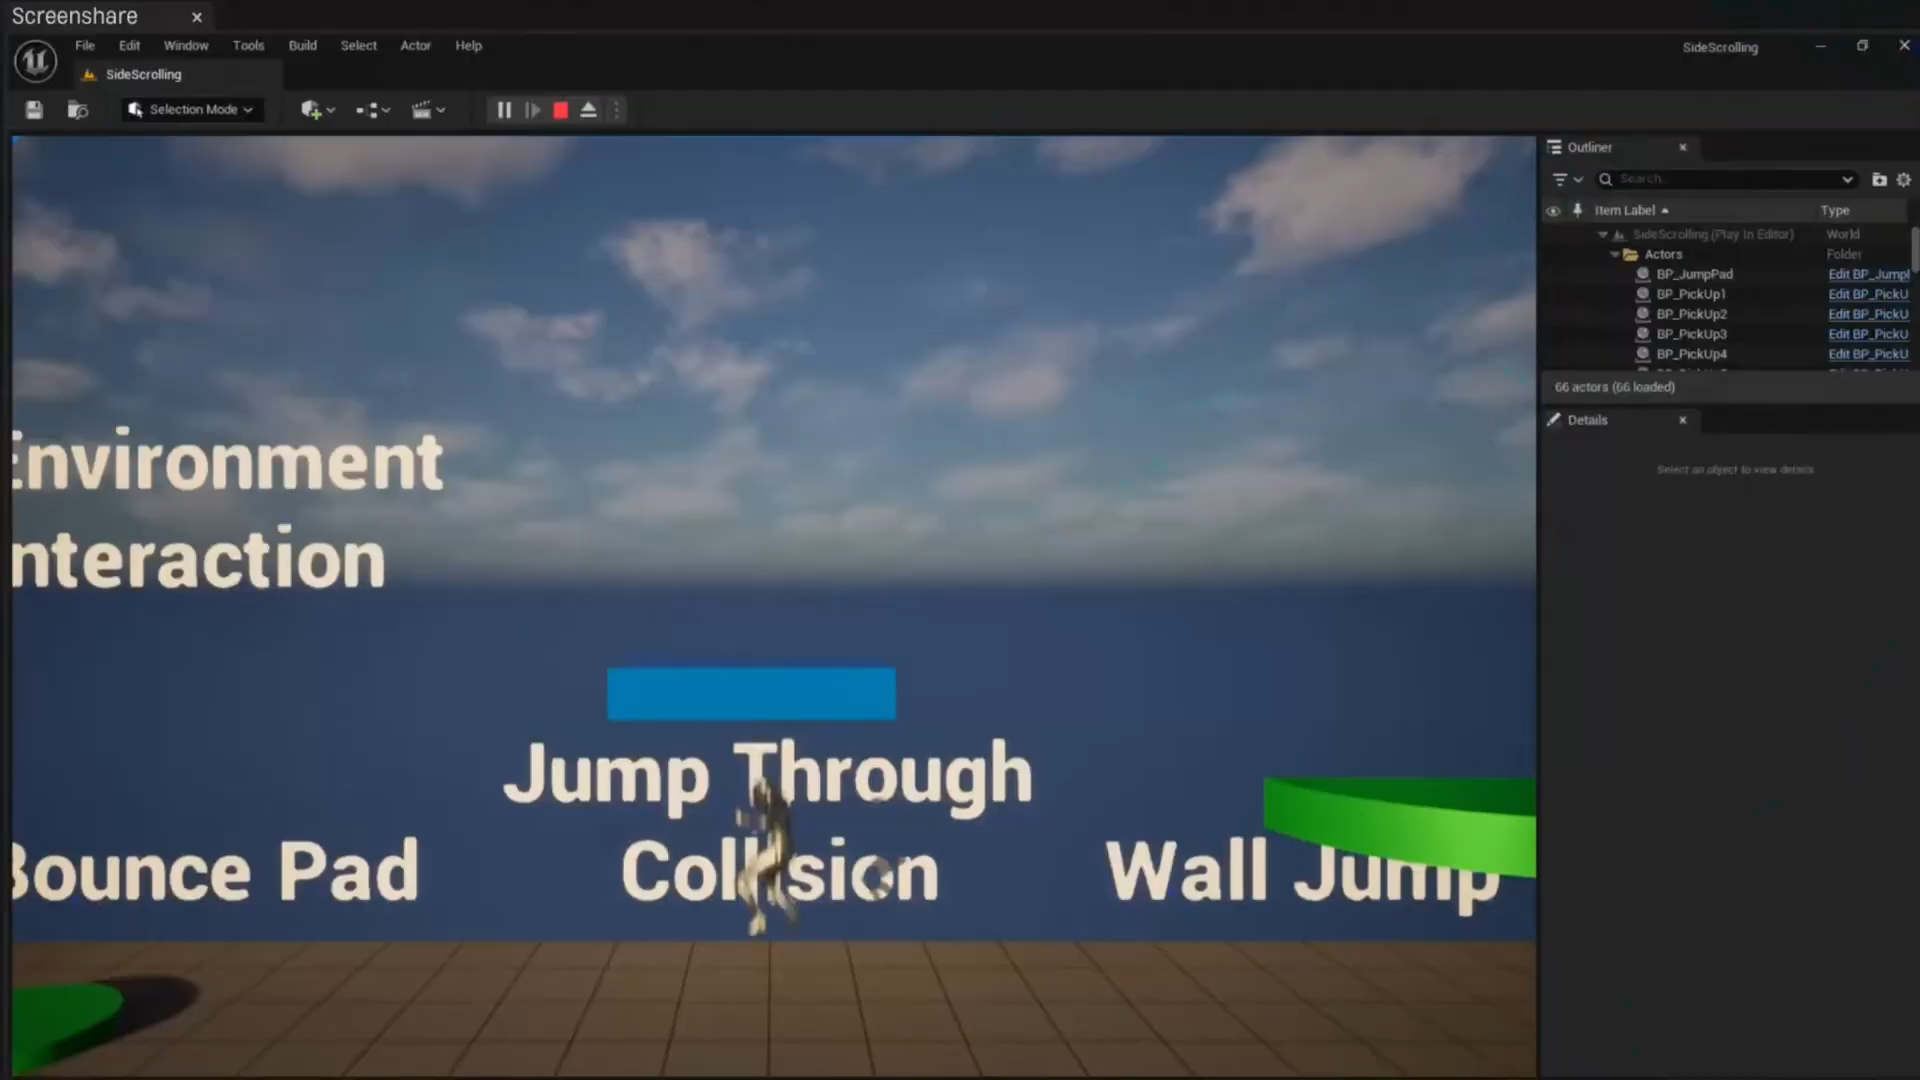 Screenshare
File Edit Window Tools Build Select Actor Help
SideScrolling
SideScrolling
Selection Mode
Outliner
Search...
Item Label Type
SideScrolling (Play In Editor) World
Actors Folder
BP_JumpPad Edit BP_Jumpl
BP_PickUp1 Edit BP_PickU
BP_PickUp2 Edit BP_PickU
BP_PickUp3 Edit BP_PickU
BP_PickUp4 Edit BP_PickU
66 actors (66 loaded)
Details
Select an object to view details
Environment
nteraction
Jump Through
Collision
Bounce Pad
Wall Jump